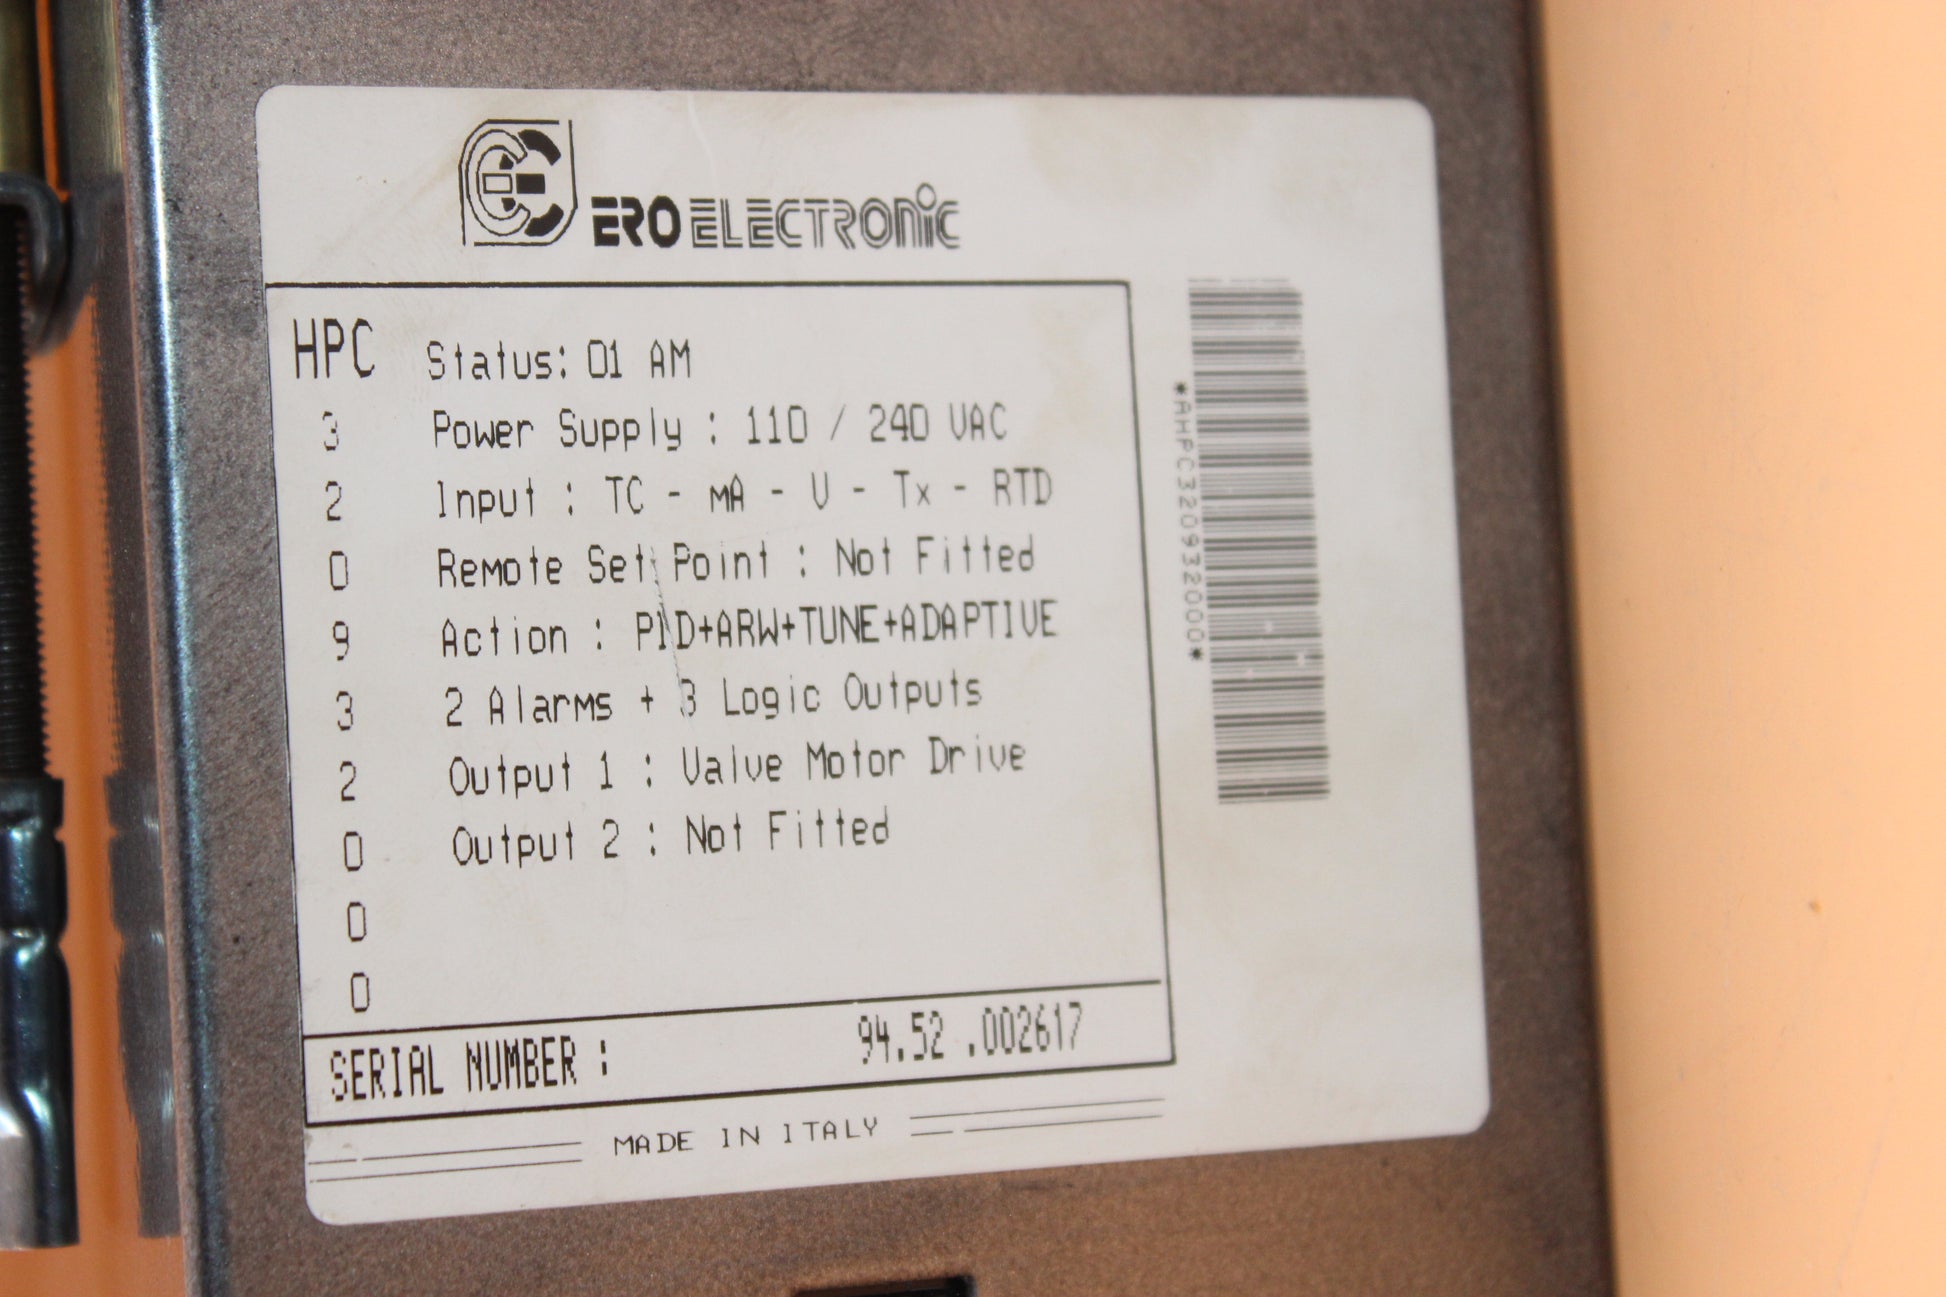 ERO ELECTRONIC
HPC Status: 01 AM
3 Power Supply : 110 / 240 VAC
2 Input : TC - mA - V - Tx - RTD
0 Remote Set Point : Not Fitted
9 Action : PID+ARW+TUNE+ADAPTIVE
3 2 Alarms + 3 Logic Outputs
2 Output 1 : Valve Motor Drive
0 Output 2 : Not Fitted
0
0
SERIAL NUMBER : 94.52 .002617
MADE IN ITALY
*AHPC320932000*